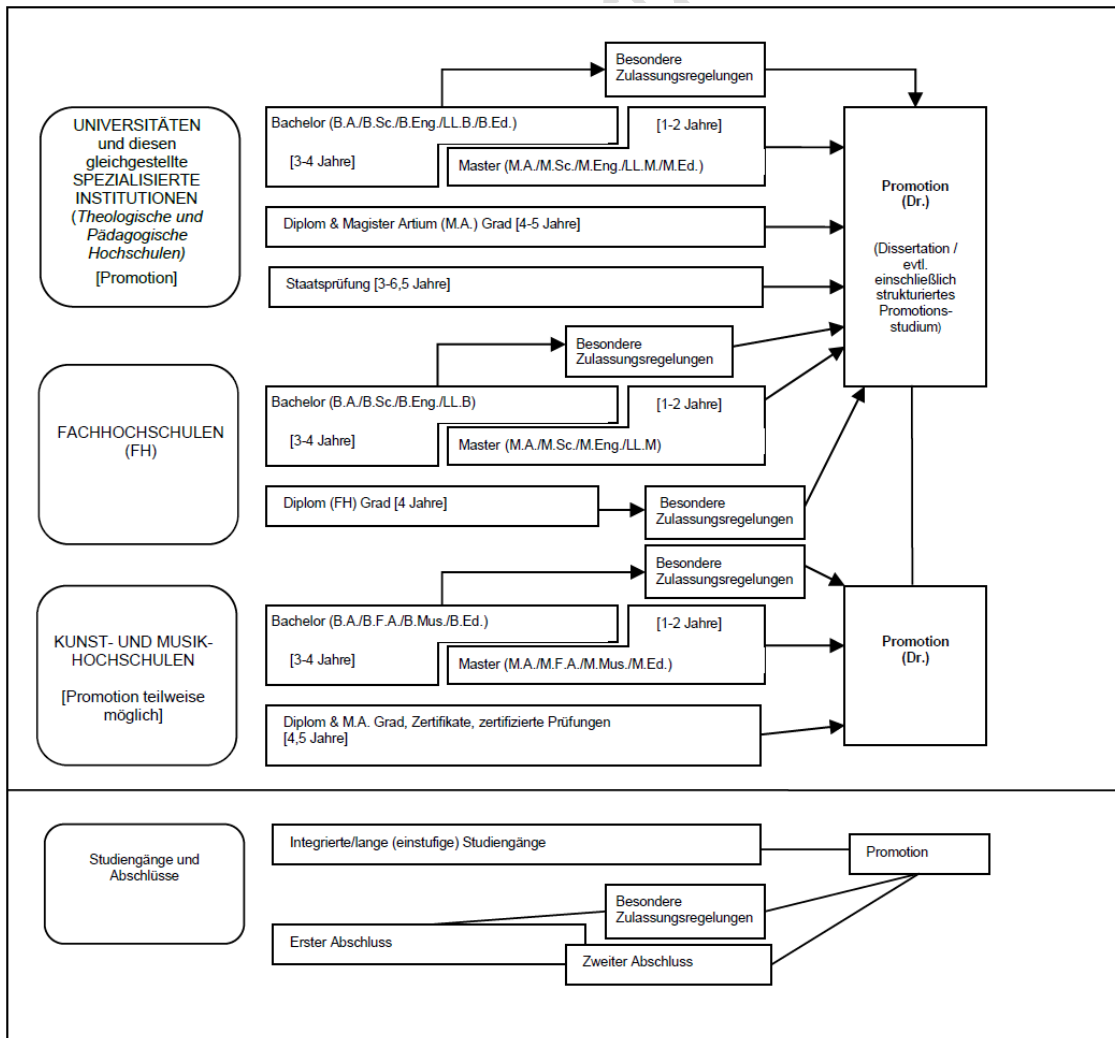 Besondere
Zulassungsregelungen
UNIVERSITÄTEN
und diesen
gleichgestellte
SPEZIALISIERTE
INSTITUTIONEN
(Theologische und
Pädagogische
Hochschulen)
[Promotion]
Bachelor (B.A./B.Sc./B.Eng./LL.B./B.Ed.)
[3-4 Jahre]
[1-2 Jahre]
Master (M.A./M.Sc./M.Eng./LL.M./M.Ed.)
Diplom & Magister Artium (M.A.) Grad [4-5 Jahre]
Staatsprüfung [3-6,5 Jahre]
Promotion
(Dr.)
(Dissertation /
evtl.
einschließlich
strukturiertes
Promotions-
studium)
Besondere
Zulassungsregelungen
FACHHOCHSCHULEN
(FH)
Bachelor (B.A./B.Sc./B.Eng./LL.B)
[3-4 Jahre]
[1-2 Jahre]
Master (M.A./M.Sc./M.Eng./LL.M)
Diplom (FH) Grad [4 Jahre]
Besondere
Zulassungsregelungen
Besondere
Zulassungsregelungen
KUNST- UND MUSIK-
HOCHSCHULEN
[Promotion teilweise
möglich]
Bachelor (B.A./B.F.A./B.Mus./B.Ed.)
[3-4 Jahre]
[1-2 Jahre]
Master (M.A./M.F.A./M.Mus./M.Ed.)
Diplom & M.A. Grad, Zertifikate, zertifizierte Prüfungen
[4,5 Jahre]
Promotion
(Dr.)
Studiengänge und
Abschlüsse
Integrierte/lange (einstufige) Studiengänge
Promotion
Besondere
Zulassungsregelungen
Erster Abschluss
Zweiter Abschluss